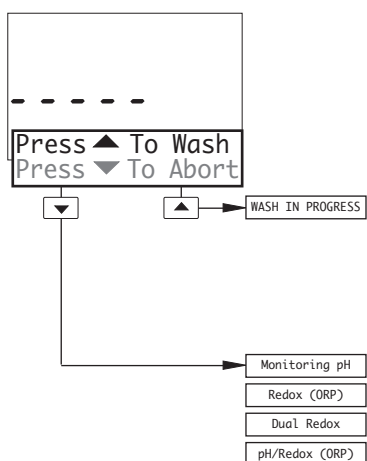 Press ▲ To Wash
Press ▼ To Abort
WASH IN PROGRESS
Monitoring pH
Redox (ORP)
Dual Redox
pH/Redox (ORP)